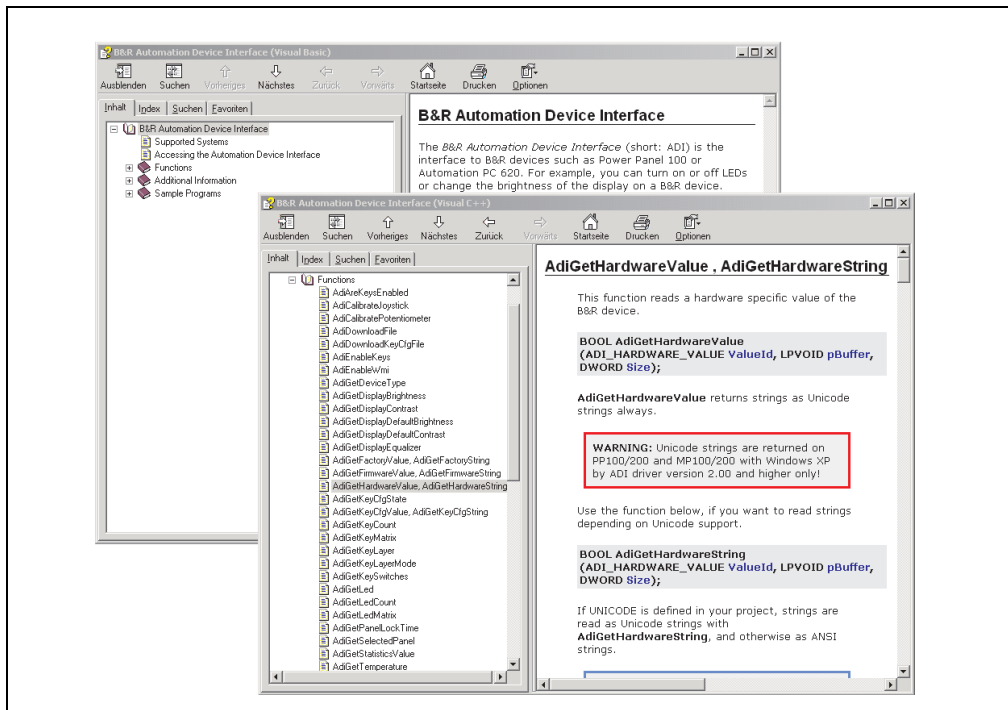 B&R Automation Device Interface (Visual Basic)
Ausblenden Suchen Vorheriges Nächstes Zurück Vorwärts Startseite Drucken Optionen
Inhalt Index Suchen Favoriten
B&R Automation Device Interface
Supported Systems
Accessing the Automation Device Interface
Functions
Additional Information
Sample Programs
B&R Automation Device Interface
The B&R Automation Device Interface (short: ADI) is the
interface to B&R devices such as Power Panel 100 or
Automation PC 620. For example, you can turn on or off LEDs
or change the brightness of the display on a B&R device.
B&R Automation Device Interface (Visual C++)
Ausblenden Suchen Vorheriges Nächstes Zurück Vorwärts Startseite Drucken Optionen
Inhalt Index Suchen Favoriten
Functions
AdiAreKeysEnabled
AdiCalibrateJoystick
AdiCalibratePotentiometer
AdiDownloadFile
AdiDownloadKeyCfgFile
AdiEnableKeys
AdiEnableWmi
AdiGetDeviceType
AdiGetDisplayBrightness
AdiGetDisplayContrast
AdiGetDisplayDefaultBrightness
AdiGetDisplayDefaultContrast
AdiGetDisplayEqualizer
AdiGetFactoryValue, AdiGetFactoryString
AdiGetFirmwareValue, AdiGetFirmwareString
AdiGetHardwareValue, AdiGetHardwareString
AdiGetKeyCfgState
AdiGetKeyCfgValue, AdiGetKeyCfgString
AdiGetKeyCount
AdiGetKeyMatrix
AdiGetKeyLayer
AdiGetKeyLayerMode
AdiGetKeySwitches
AdiGetLed
AdiGetLedCount
AdiGetLedMatrix
AdiGetPanelLockTime
AdiGetSelectedPanel
AdiGetStatisticsValue
AdiGetTemperature
AdiGetHardwareValue , AdiGetHardwareString
This function reads a hardware specific value of the
B&R device.
BOOL AdiGetHardwareValue
(ADI_HARDWARE_VALUE ValueId, LPVOID pBuffer,
DWORD Size);
AdiGetHardwareValue returns strings as Unicode
strings always.
WARNING: Unicode strings are returned on
PP100/200 and MP100/200 with Windows XP
by ADI driver version 2.00 and higher only!
Use the function below, if you want to read strings
depending on Unicode support.
BOOL AdiGetHardwareString
(ADI_HARDWARE_VALUE ValueId, LPVOID pBuffer,
DWORD Size);
If UNICODE is defined in your project, strings are
read as Unicode strings with
AdiGetHardwareString, and otherwise as ANSI
strings.